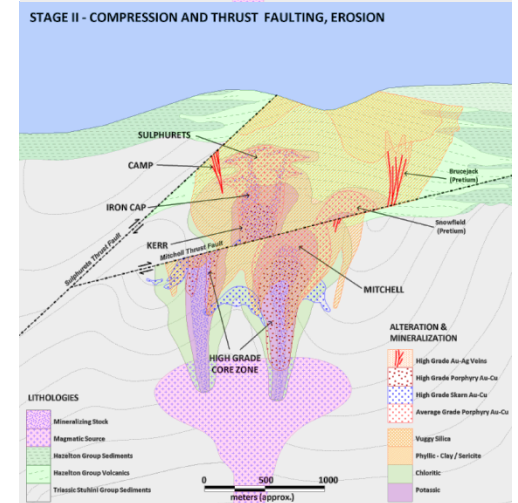 STAGE II - COMPRESSION AND THRUST FAULTING, EROSION
SULPHURETS
CAMP
IRON CAP
KERR
Brucejack
(Pretium)
Snowfield
(Pretium)
Sulphurets Thrust Fault
Mitchell Thrust Fault
MITCHELL
HIGH GRADE
CORE ZONE
LITHOLOGIES
Mineralizing Stock
Magmatic Source
Hazelton Group Sediments
Hazelton Group Volcanics
Triassic Stuhini Group Sediments
0 500 1000
meters (approx.)
ALTERATION &
MINERALIZATION
High Grade Au-Ag Veins
High Grade Porphyry Au-Cu
High Grade Skarn Au-Cu
Average Grade Porphyry Au-Cu
Vuggy Silica
Phyllic - Clay / Sericite
Chloritic
Potassic